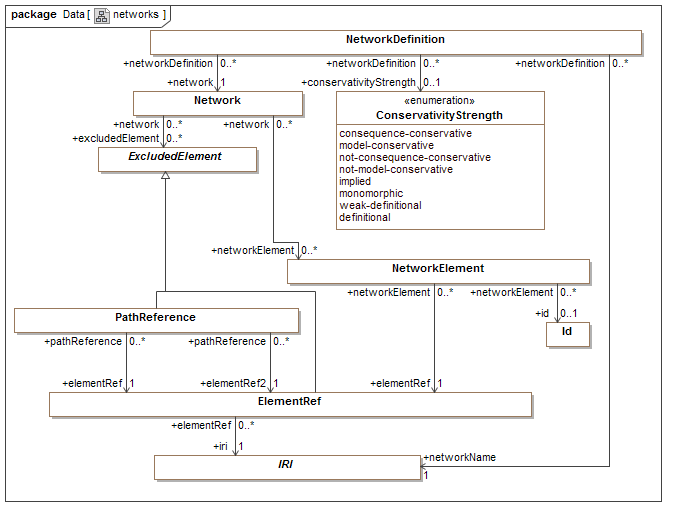 package Data [ networks ]
NetworkDefinition
+networkDefinition 0..* +networkDefinition 0..* +networkDefinition 0..*
+network 1 +conservativityStrength 0..1
Network
«enumeration»
ConservativityStrength
consequence-conservative
model-conservative
not-consequence-conservative
not-model-conservative
implied
monomorphic
weak-definitional
definitional
+network 0..* +network 0..*
+excludedElement 0..*
ExcludedElement
+networkElement 0..*
NetworkElement
+networkElement 0..* +networkElement 0..*
+id 0..1
Id
PathReference
+pathReference 0..* +pathReference 0..*
+elementRef 1 +elementRef2 1 +elementRef 1
ElementRef
+elementRef 0..*
+iri 1
IRI
+networkName
1